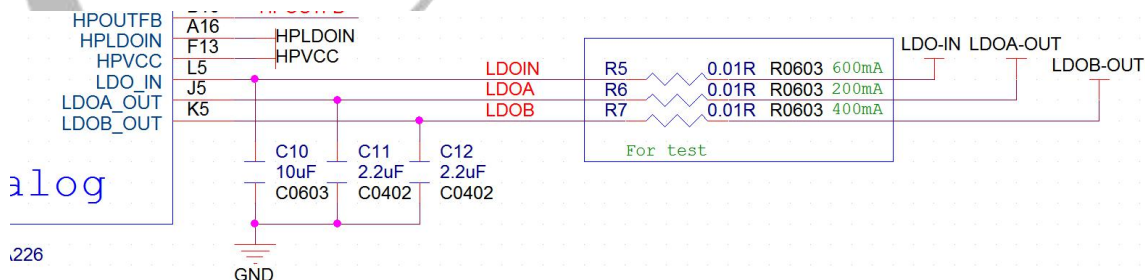 HPOUTFB
HPLDOIN A16 HPLDOIN
HPVCC F13 HPVCC
LDO_IN L5 LDOIN R5 0.01R R0603 600mA LDO-IN
LDOA_OUT J5 LDOA R6 0.01R R0603 200mA LDOA-OUT
LDOB_OUT K5 LDOB R7 0.01R R0603 400mA LDOB-OUT
For test
C10 C11 C12
10uF 2.2uF 2.2uF
C0603 C0402 C0402
alog
GND